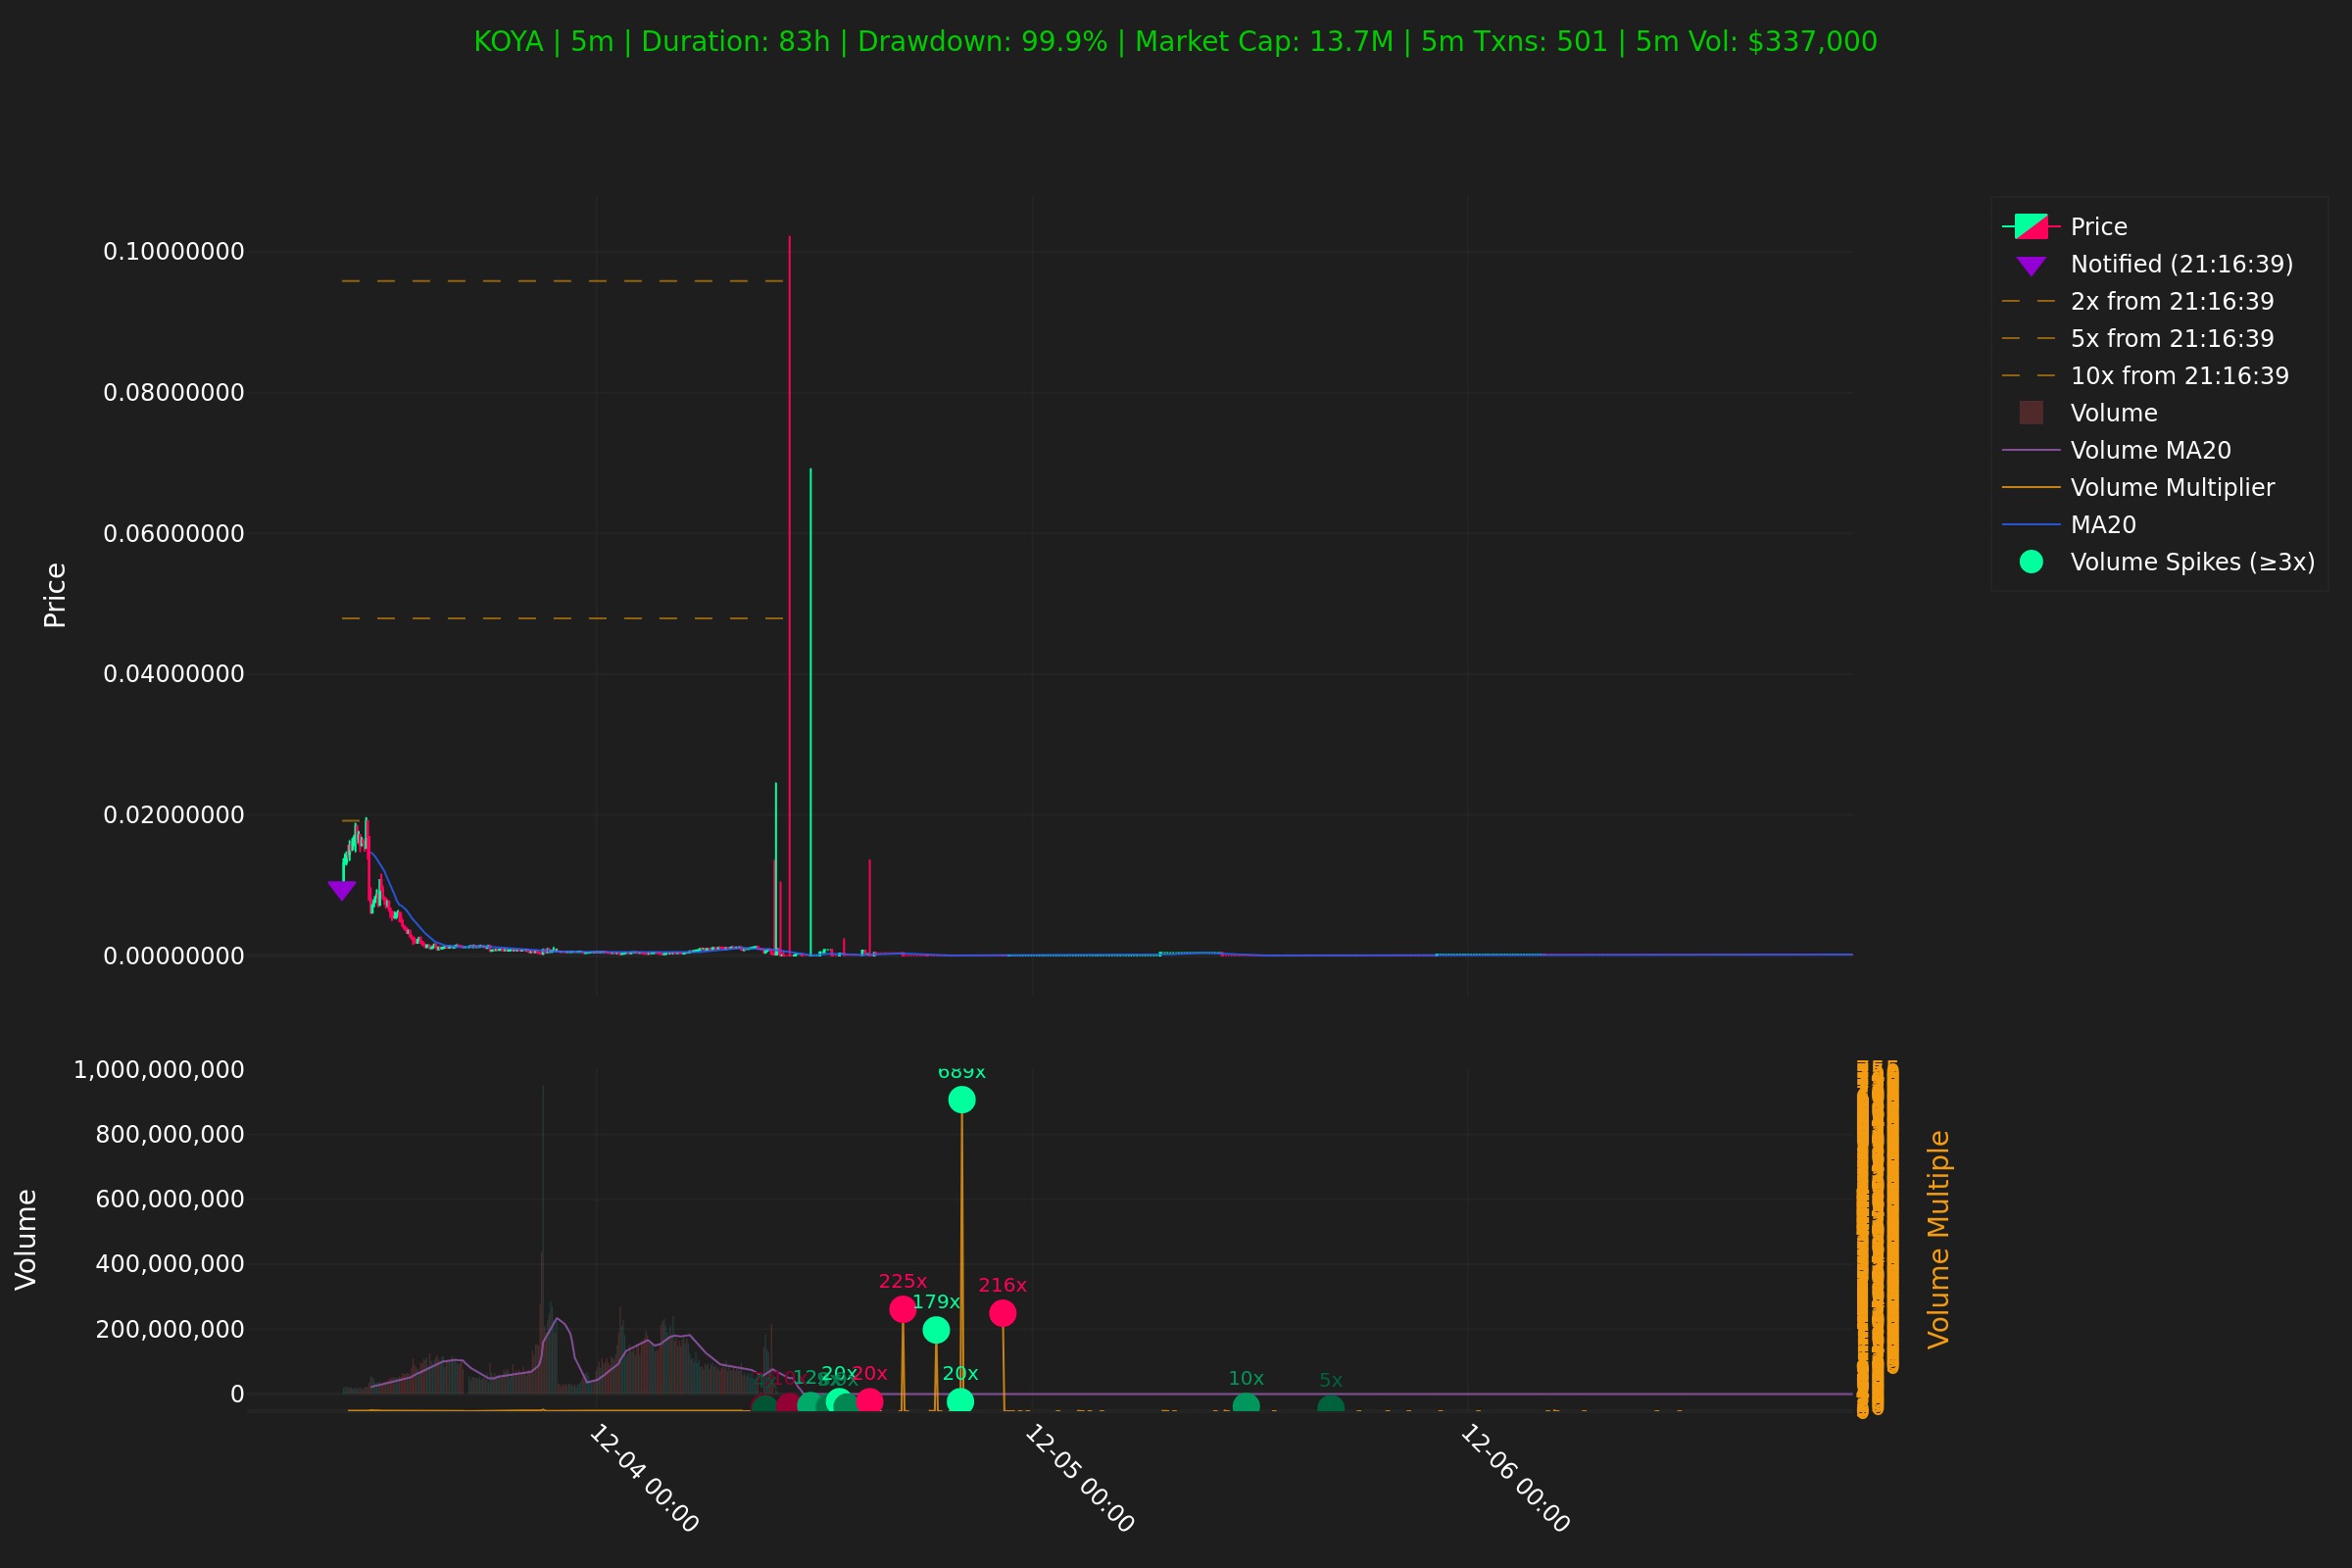 KOYA | 5m | Duration: 83h | Drawdown: 99.9% | Market Cap: 13.7M | 5m Txns: 501 | 5m Vol: $337,000
Price
0.10000000
0.08000000
0.06000000
0.04000000
0.02000000
0.00000000
Price
Notified (21:16:39)
2x from 21:16:39
5x from 21:16:39
10x from 21:16:39
Volume
Volume MA20
Volume Multiplier
MA20
Volume Spikes (≥3x)
Volume
1,000,000,000
800,000,000
600,000,000
400,000,000
200,000,000
0
689x
225x
179x
216x
20x
20x
20x
10x
5x
Volume Multiple
12-04 00:00
12-05 00:00
12-06 00:00